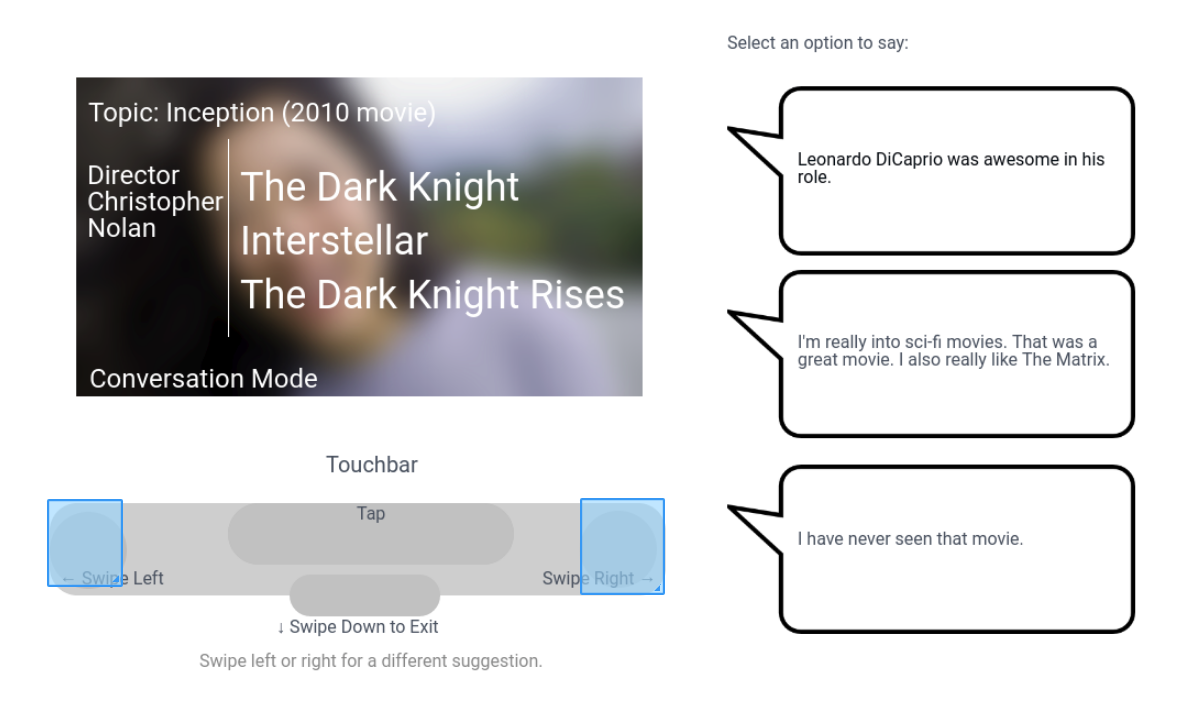 Select an option to say:
Topic: Inception (2010 movie)
Director
Christopher
Nolan
The Dark Knight
Interstellar
The Dark Knight Rises
Conversation Mode
Leonardo DiCaprio was awesome in his
role.
I'm really into sci-fi movies. That was a
great movie. I also really like The Matrix.
I have never seen that movie.
Touchbar
Tap
← Swipe Left
Swipe Right →
↓ Swipe Down to Exit
Swipe left or right for a different suggestion.